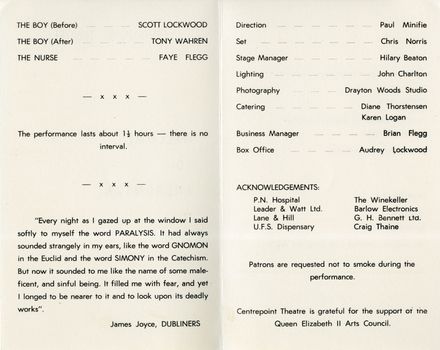 THE BOY (Before) — — — — SCOTT LOCKWOOD
THE BOY (After) — — — — TONY WAHREN
THE NURSE — — — — FAYE FLEGG
— x x x —
The performance lasts about 1½ hours — there is no
interval.
— x x x —
"Every night as I gazed up at the window I said
softly to myself the word PARALYSIS. It had always
sounded strangely in my ears, like the word GNOMON
in the Euclid and the word SIMONY in the Catechism.
But now it sounded to me like the name of some male-
ficent, and sinful being. It filled me with fear, and yet
I longed to be nearer to it and to look upon its deadly
works".
James Joyce, DUBLINERS
Direction — — — — Paul Minifie
Set — — — — Chris Norris
Stage Manager — — — — Hilary Beaton
Lighting — — — — John Charlton
Photography — — — Drayton Woods Studio
Catering — — — — Diane Thorstensen
Karen Logan
Business Manager — — — — Brian Flegg
Box Office — — — — Audrey Lockwood
ACKNOWLEDGEMENTS:
P.N. Hospital The Winekeller
Leader & Watt Ltd. Barlow Electronics
Lane & Hill G. H. Bennett Ltd.
U.F.S. Dispensary Craig Thaine
Patrons are requested not to smoke during the
performance.
Centrepoint Theatre is grateful for the support of the
Queen Elizabeth II Arts Council.